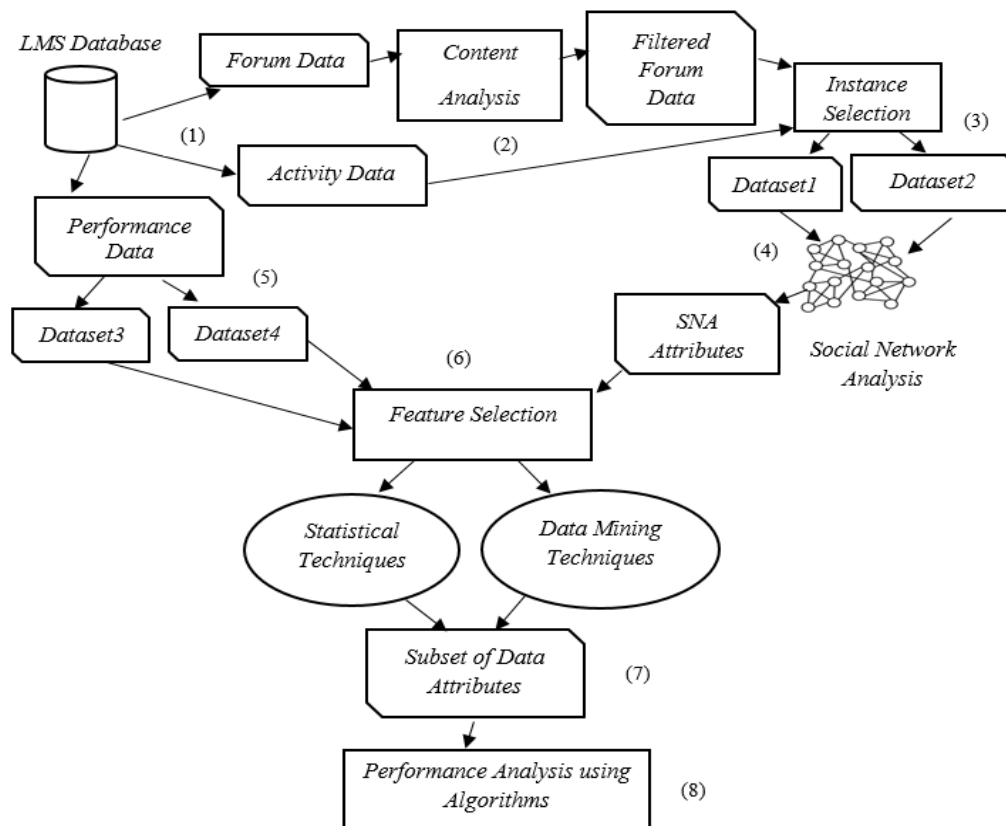 LMS Database
Forum Data
Content
Analysis
Filtered
Forum
Data
Instance
Selection
(1)
(2)
(3)
Activity Data
Dataset1
Dataset2
Performance
Data
(4)
(5)
Dataset3
Dataset4
SNA
Attributes
Social Network
Analysis
(6)
Feature Selection
Statistical
Techniques
Data Mining
Techniques
Subset of Data
Attributes
(7)
Performance Analysis using
Algorithms
(8)